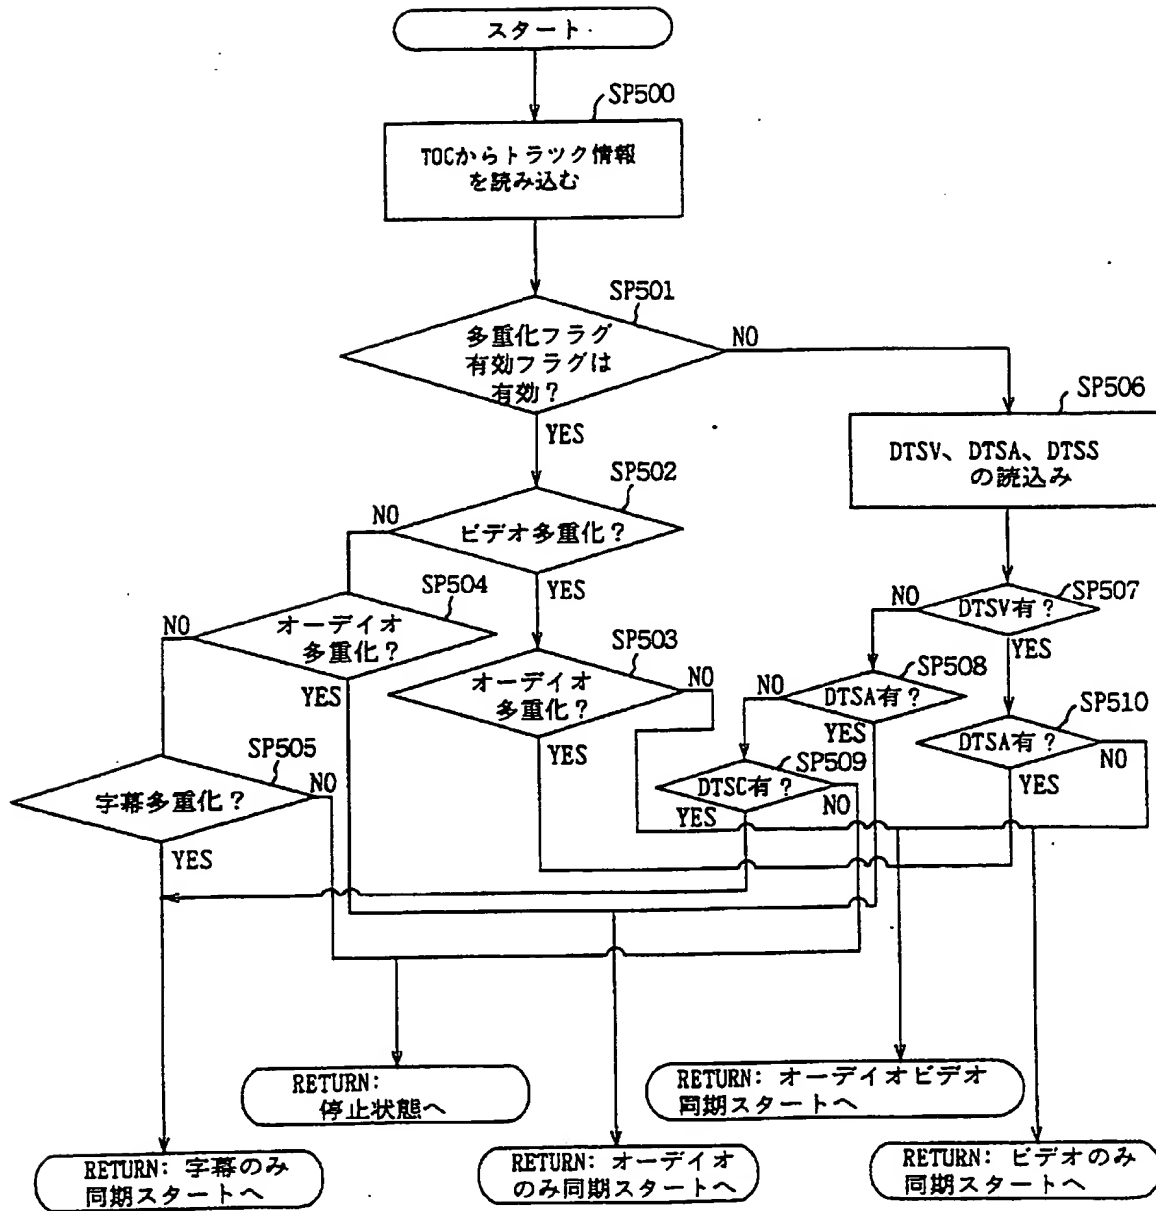 スタート
SP500
TOCからトラツク情報
を読み込む
SP501
多重化フラグ
有効フラグは
有効？
NO
YES
SP506
DTSV、DTSA、DTSS
の読込み
SP502
NO
ビデオ多重化？
YES
SP504
NO
オーデイオ
多重化？
YES
SP503
オーデイオ
多重化？
NO
YES
SP507
NO
DTSV有？
YES
SP508
NO
DTSA有？
YES
SP510
DTSA有？
NO
YES
SP505
字幕多重化？
NO
YES
SP509
DTSC有？
YES
NO
RETURN:
停止状態へ
RETURN: オーデイオビデオ
同期スタートへ
RETURN: 字幕のみ
同期スタートへ
RETURN: オーデイオ
のみ同期スタートへ
RETURN: ビデオのみ
同期スタートへ